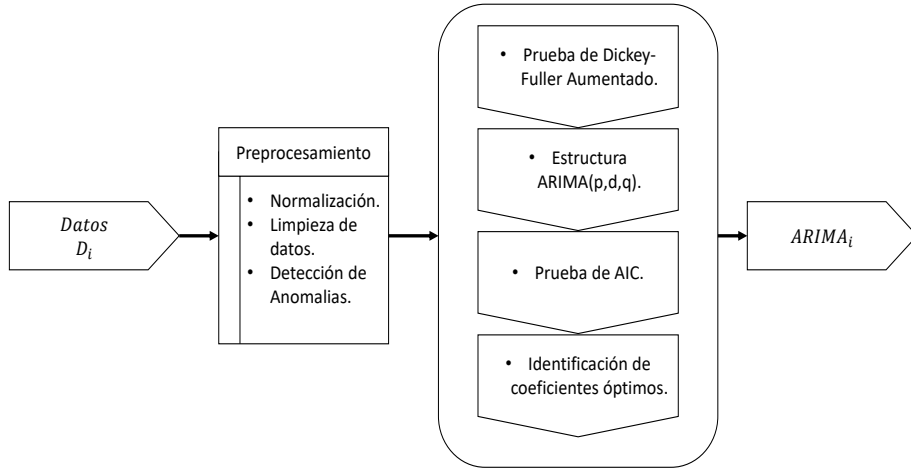 Datos
D_i
Preprocesamiento
• Normalización.
• Limpieza de
datos.
• Detección de
Anomalias.
• Prueba de Dickey-
Fuller Aumentado.
• Estructura
ARIMA(p,d,q).
• Prueba de AIC.
• Identificación de
coeficientes óptimos.
ARIMA_i